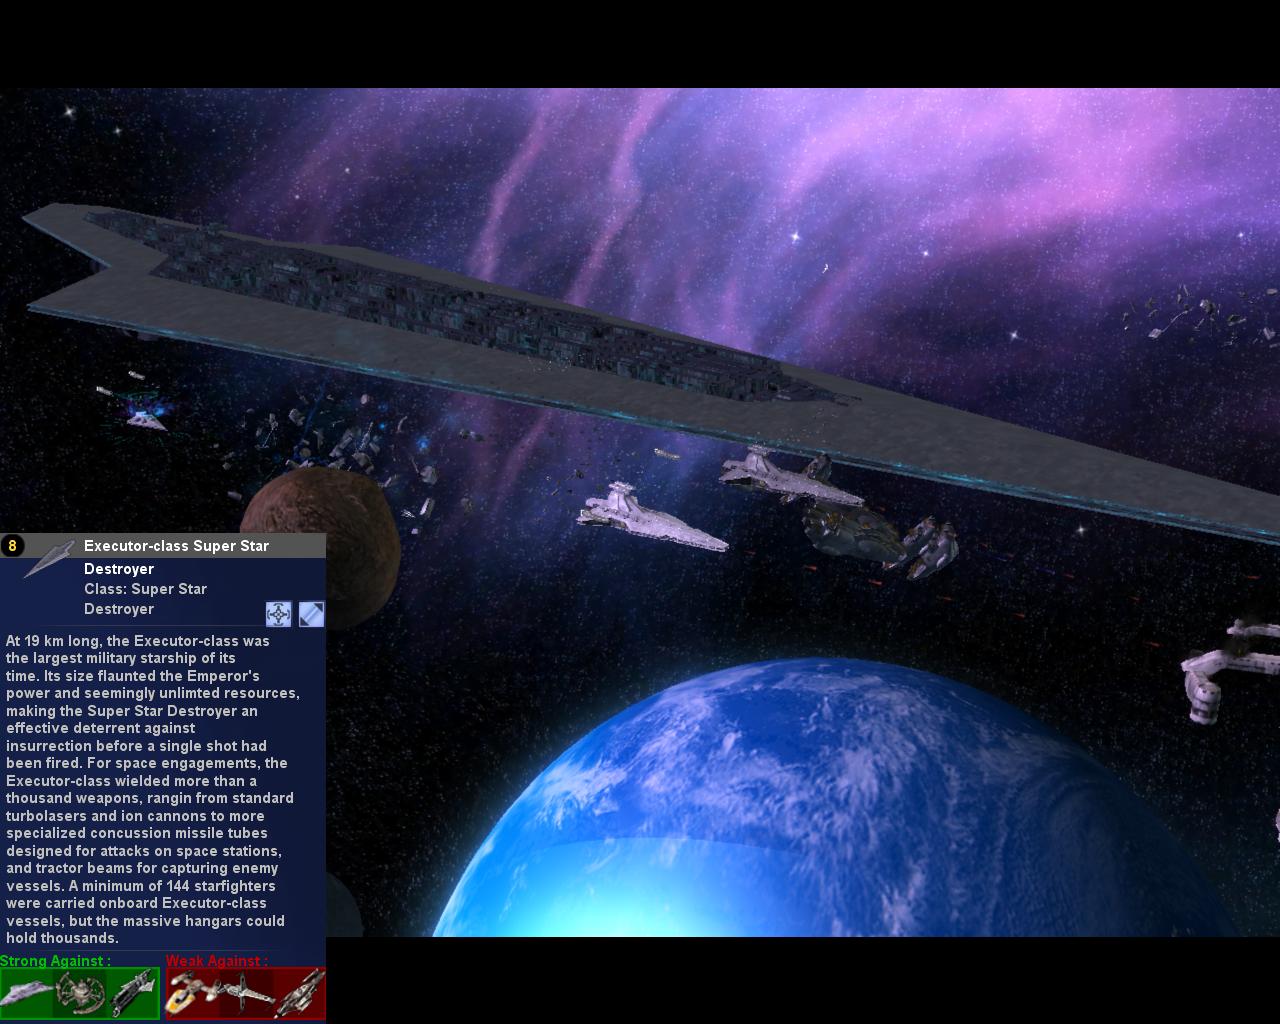 8
Executor-class Super Star
Destroyer
Class: Super Star
Destroyer
At 19 km long, the Executor-class was
the largest military starship of its
time. Its size flaunted the Emperor's
power and seemingly unlimted resources,
making the Super Star Destroyer an
effective deterrent against
insurrection before a single shot had
been fired. For space engagements, the
Executor-class wielded more than a
thousand weapons, rangin from standard
turbolasers and ion cannons to more
specialized concussion missile tubes
designed for attacks on space stations,
and tractor beams for capturing enemy
vessels. A minimum of 144 starfighters
were carried onboard Executor-class
vessels, but the massive hangars could
hold thousands.
Strong Against :
Weak Against :